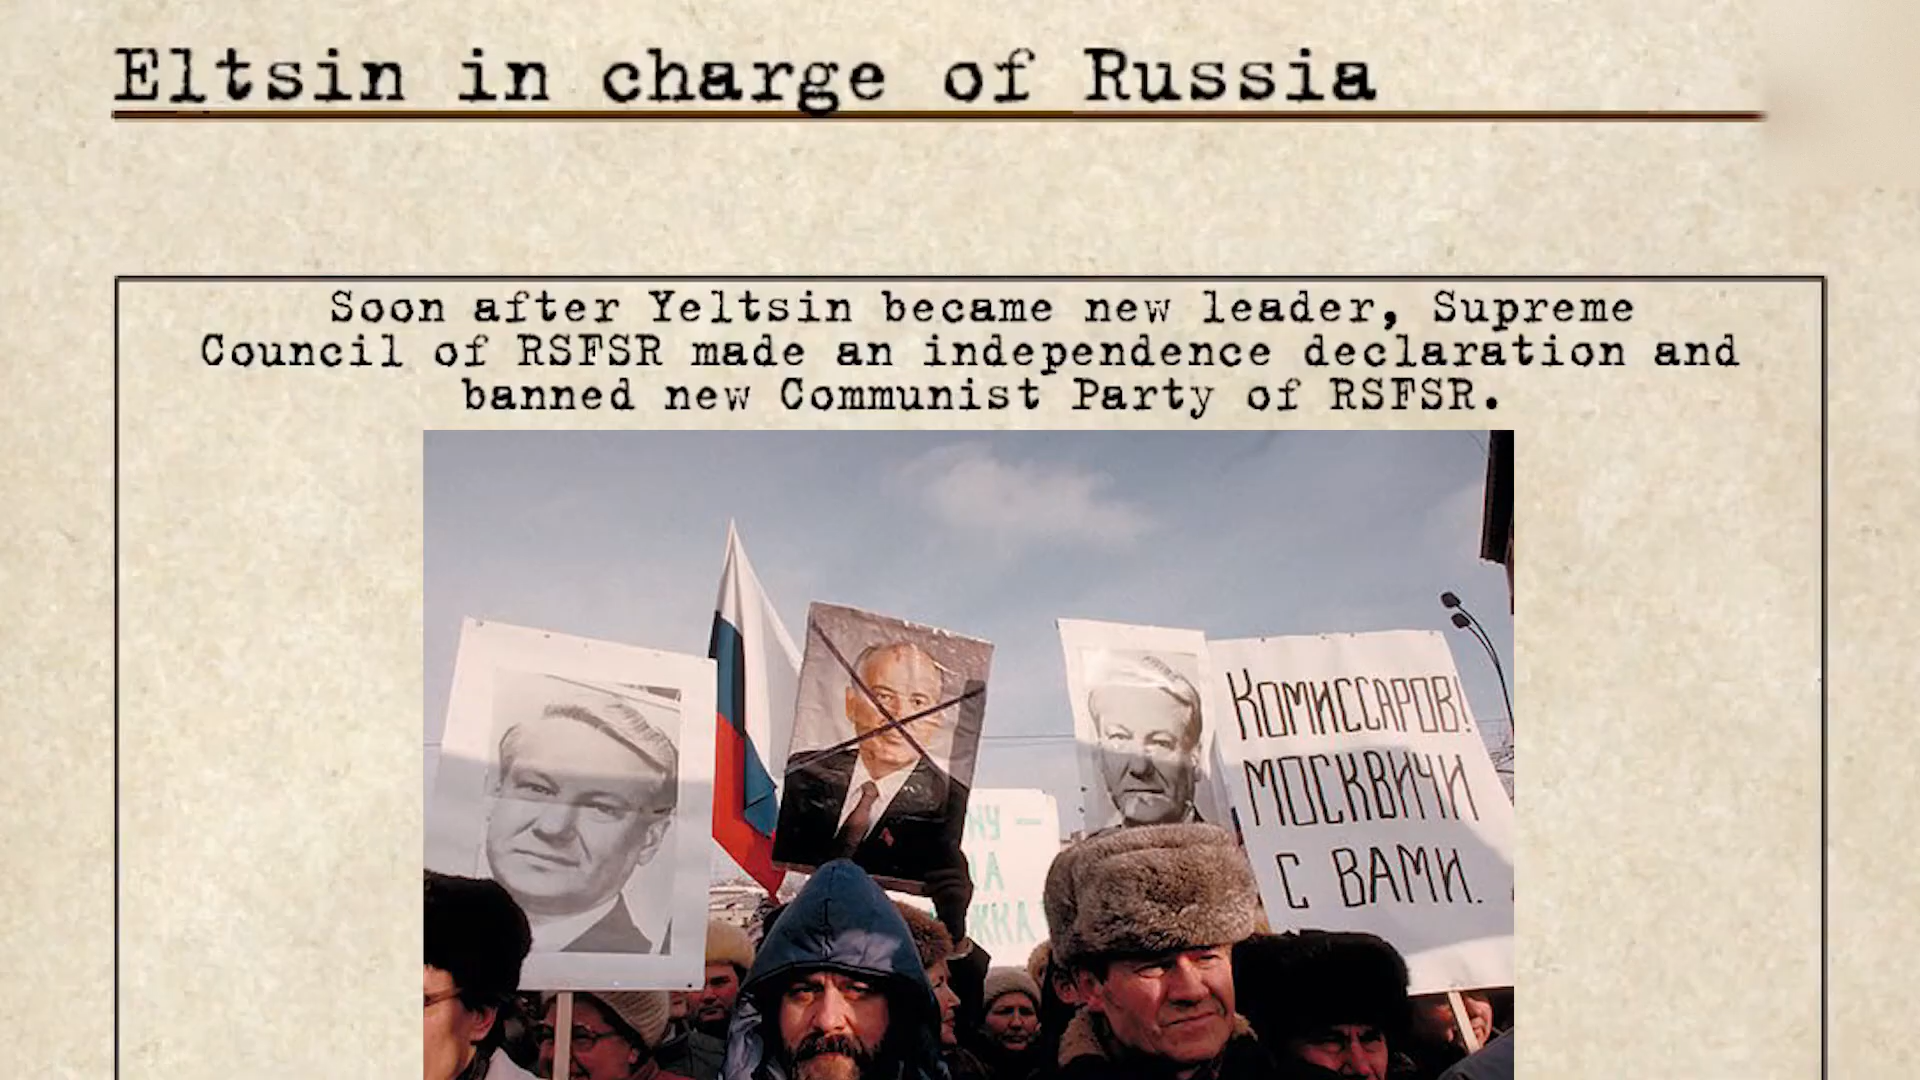 Eltsin in charge of Russia
Soon after Yeltsin became new leader, Supreme
Council of RSFSR made an independence declaration and
banned new Communist Party of RSFSR.
КОМИССАРОВ!
МОСКВИЧИ
С ВАМИ.